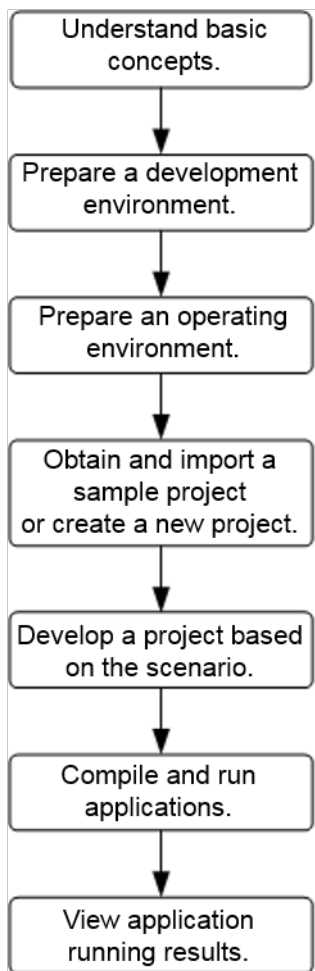 Understand basic
concepts.
Prepare a development
environment.
Prepare an operating
environment.
Obtain and import a
sample project
or create a new project.
Develop a project based
on the scenario.
Compile and run
applications.
View application
running results.